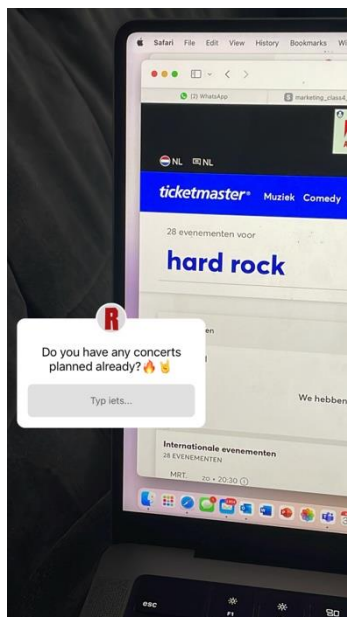 Safari File Edit View History Bookmarks
(2) WhatsApp
marketing_class4,
NL NL
ticketmaster® Muziek Comedy
28 evenementen voor
hard rock
R
Do you have any concerts
planned already?🔥🤘
Typ iets...
We hebben
Internationale evenementen
28 EVENEMENTEN
MRT. zo • 20:30
esc
F1